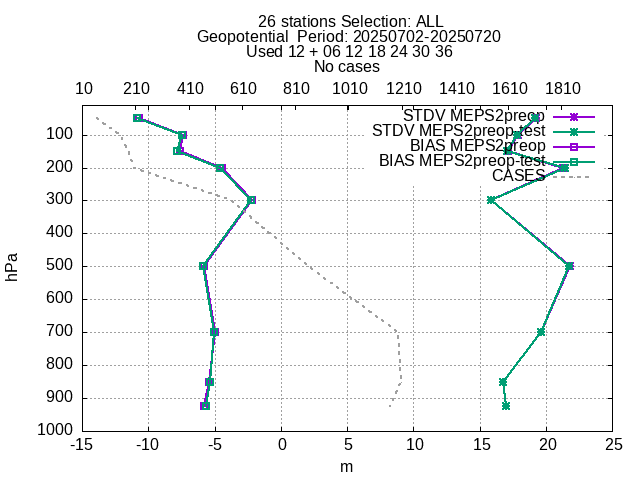 26 stations Selection: ALL
Geopotential  Period: 20250702-20250720
Used 12 + 06 12 18 24 30 36
No cases
10 210 410 610 810 1010 1210 1410 1610 1810
STDV MEPS2preop
STDV MEPS2preop-test
BIAS MEPS2preop
BIAS MEPS2preop-test
CASES
100
200
300
400
500
600
700
800
900
1000
hPa
-15 -10 -5 0 5 10 15 20 25
m